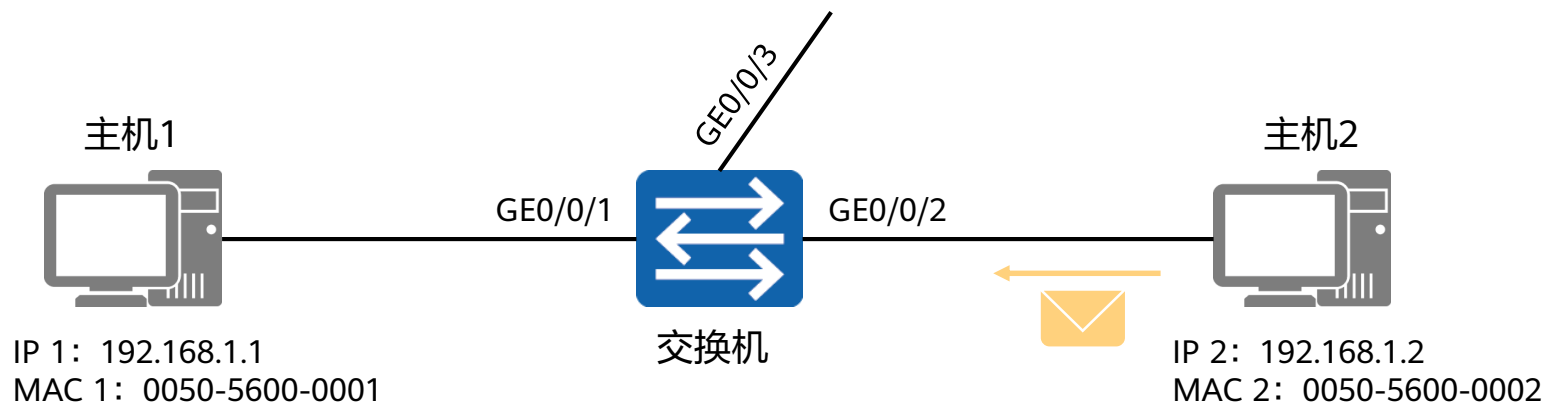 GE0/0/3
主机1
主机2
GE0/0/1
GE0/0/2
交换机
IP 1：192.168.1.1
MAC 1：0050-5600-0001
IP 2：192.168.1.2
MAC 2：0050-5600-0002